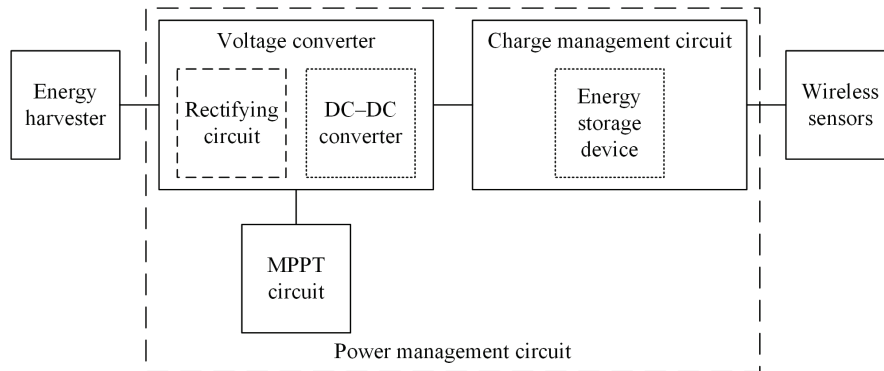 Voltage converter
Charge management circuit
Energy
harvester
Rectifying
circuit
DC–DC
converter
Energy
storage
device
Wireless
sensors
MPPT
circuit
Power management circuit